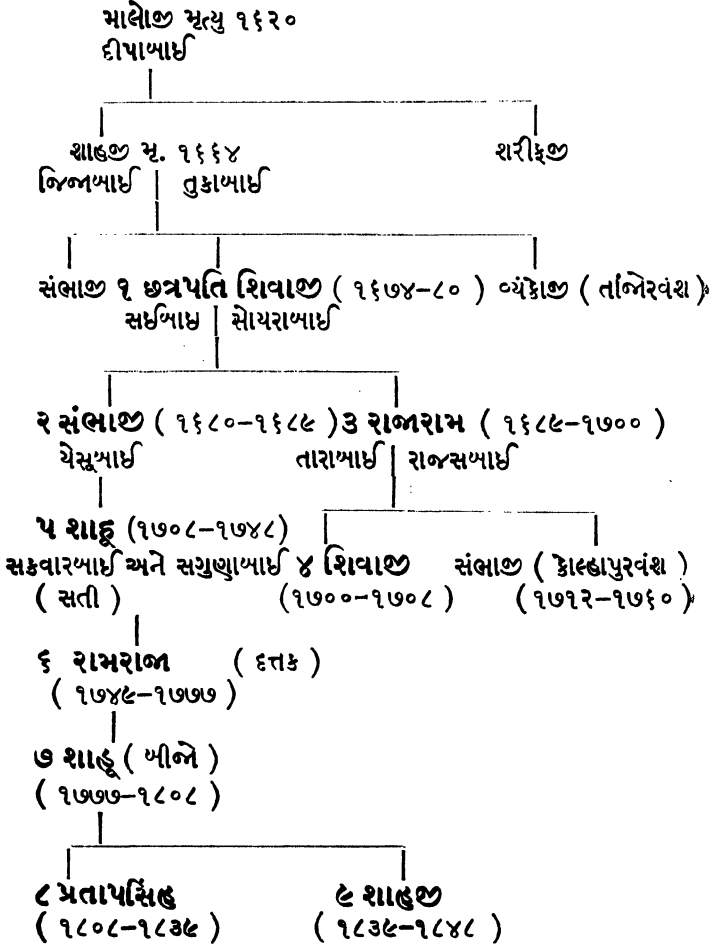 માલોજી મૃત્યુ ૧૬૨૦
દીપાબાઈ
શાહજી મૃ. ૧૬૬૪ શરીફજી
જિજાબાઈ તુકાબાઈ
સંભાજી ૧ છત્રપતિ શિવાજી ( ૧૬૭૪–૮૦ ) વ્યંકોજી ( તાંજોરવંશ )
સઈબાઇ સોયરાબાઈ
૨ સંભાજી ( ૧૬૮૦–૧૬૮૯ ) ૩ રાજારામ ( ૧૬૮૯–૧૭૦૦ )
યેસૂબાઈ તારાબાઈ રાજસબાઈ
૫ શાહૂ (૧૭૦૮–૧૭૪૮)
સકવારબાઈ અને સગુણાબાઈ ૪ શિવાજી સંભાજી ( કોલ્હાપુરવંશ )
( સતી ) (૧૭૦૦–૧૭૦૮ ) ( ૧૭૧૨–૧૭૬૦ )
૬ રામરાજા ( દત્તક )
( ૧૭૪૯–૧૭૭૭ )
૭ શાહૂ ( બીજો )
( ૧૭૭૭–૧૮૦૮ )
૮ પ્રતાપસિંહ ૯ શાહુજી
( ૧૮૦૮–૧૮૩૯ ) ( ૧૮૩૯–૧૮૪૮ )